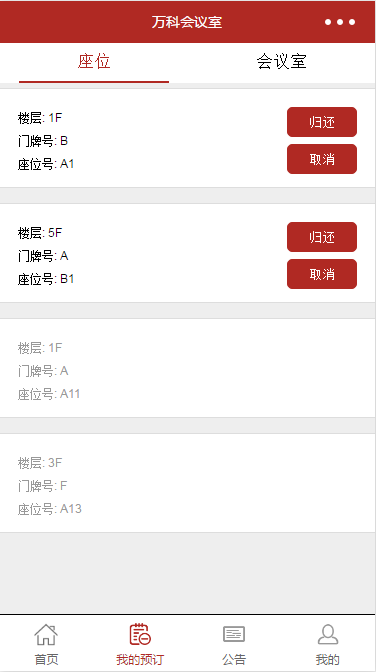 万科会议室
座位 会议室
楼层: 1F
归还
门牌号: B
取消
座位号: A1
楼层: 5F
归还
门牌号: A
取消
座位号: B1
楼层: 1F
门牌号: A
座位号: A11
楼层: 3F
门牌号: F
座位号: A13
首页 我的预订 公告 我的